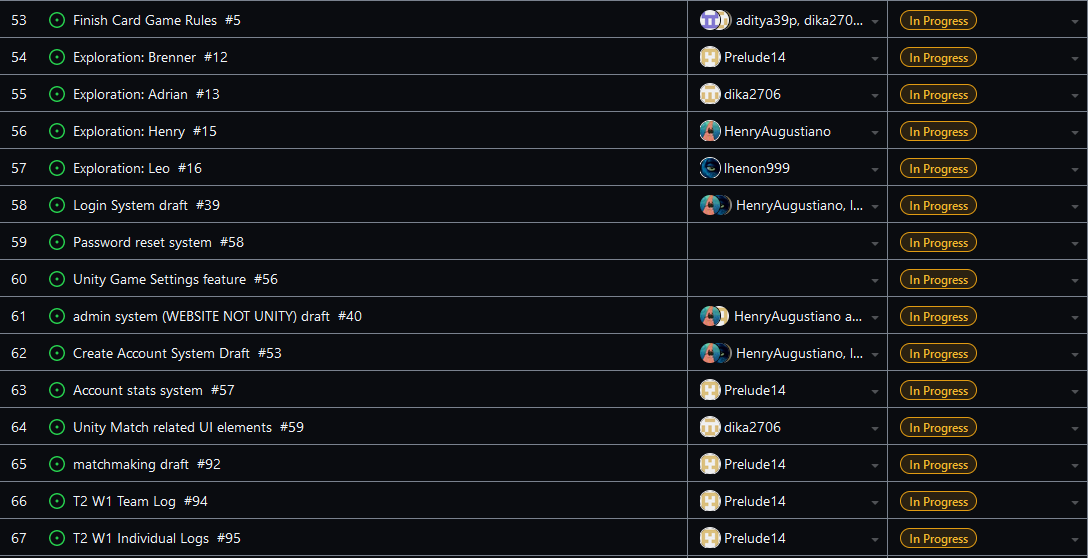 53 Finish Card Game Rules #5 aditya39p, dika270... In Progress
54 Exploration: Brenner #12 Prelude14 In Progress
55 Exploration: Adrian #13 dika2706 In Progress
56 Exploration: Henry #15 HenryAugustiano In Progress
57 Exploration: Leo #16 lhenon999 In Progress
58 Login System draft #39 HenryAugustiano, l... In Progress
59 Password reset system #58 In Progress
60 Unity Game Settings feature #56 In Progress
61 admin system (WEBSITE NOT UNITY) draft #40 HenryAugustiano a... In Progress
62 Create Account System Draft #53 HenryAugustiano, l... In Progress
63 Account stats system #57 Prelude14 In Progress
64 Unity Match related UI elements #59 dika2706 In Progress
65 matchmaking draft #92 Prelude14 In Progress
66 T2 W1 Team Log #94 Prelude14 In Progress
67 T2 W1 Individual Logs #95 Prelude14 In Progress